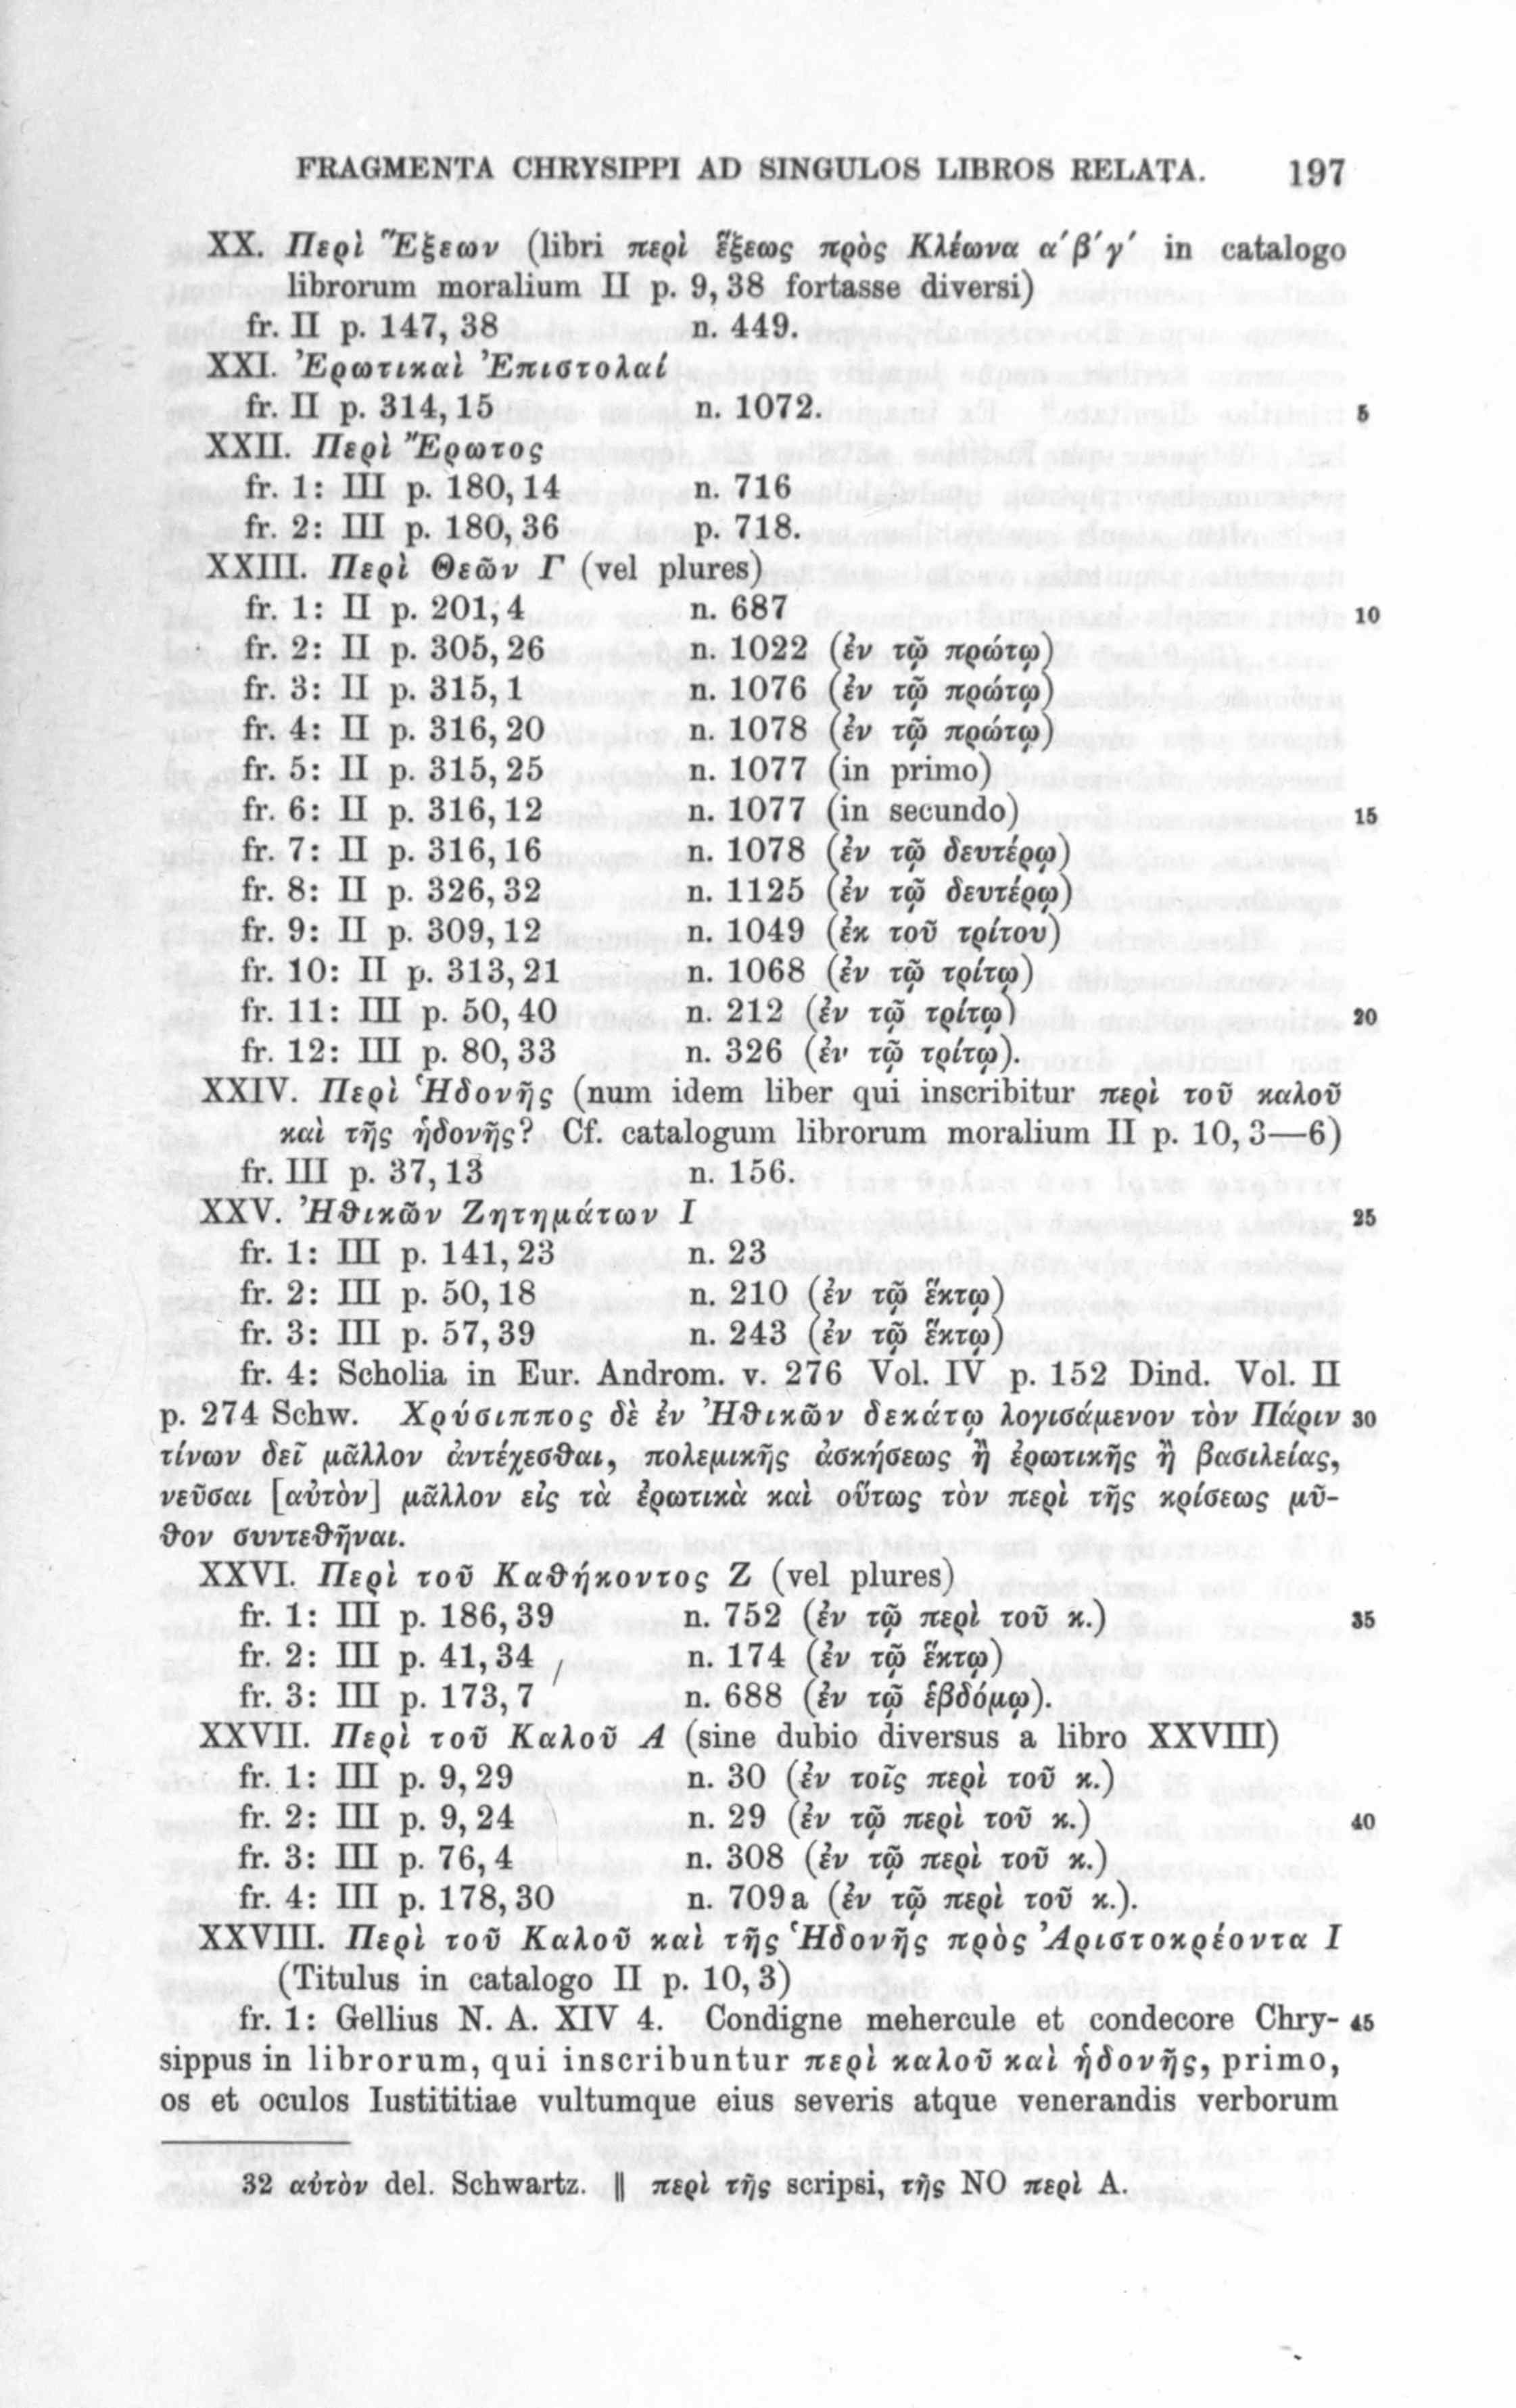 FRAGMENTA CHRYSIPPI AD SINGULOS LIBROS RELATA. 197
XX. Περὶ Ἕξεων (libri περὶ ἕξεως πρὸς Κλέωνα α´β´γ´ in catalogo
librorum moralium II p. 9, 38 fortasse diversi)
fr. II p. 147, 38 n. 449.
XXI. Ἐρωτικαὶ Ἐπιστολαί
fr. II p. 314, 15 n. 1072. 5
XXII. Περὶ Ἔρωτος
fr. 1: III p. 180, 14 n. 716
fr. 2: III p. 180, 36 p. 718.
XXIII. Περὶ Θεῶν Γ (vel plures)
fr. 1: II p. 201, 4 n. 687 10
fr. 2: II p. 305, 26 n. 1022 (ἐν τῷ πρώτῳ)
fr. 3: II p. 315, 1 n. 1076 (ἐν τῷ πρώτῳ)
fr. 4: II p. 316, 20 n. 1078 (ἐν τῷ πρώτῳ)
fr. 5: II p. 315, 25 n. 1077 (in primo)
fr. 6: II p. 316, 12 n. 1077 (in secundo) 15
fr. 7: II p. 316, 16 n. 1078 (ἐν τῷ δευτέρῳ)
fr. 8: II p. 326, 32 n. 1125 (ἐν τῷ δευτέρῳ)
fr. 9: II p. 309, 12 n. 1049 (ἐκ τοῦ τρίτου)
fr. 10: II p. 313, 21 n. 1068 (ἐν τῷ τρίτῳ)
fr. 11: III p. 50, 40 n. 212 (ἐν τῷ τρίτῳ) 20
fr. 12: III p. 80, 33 n. 326 (ἐν τῷ τρίτῳ).
XXIV. Περὶ Ἡδονῆς (num idem liber qui inscribitur περὶ τοῦ καλοῦ
καὶ τῆς ἡδονῆς? Cf. catalogum librorum moralium II p. 10, 3—6)
fr. III p. 37, 13 n. 156.
XXV. Ἠθικῶν Ζητημάτων Ι 25
fr. 1: III p. 141, 23 n. 23
fr. 2: III p. 50, 18 n. 210 (ἐν τῷ ἕκτῳ)
fr. 3: III p. 57, 39 n. 243 (ἐν τῷ ἕκτῳ)
fr. 4: Scholia in Eur. Androm. v. 276 Vol. IV p. 152 Dind. Vol. II
p. 274 Schw. Χρύσιππος δὲ ἐν Ἠθικῶν δεκάτῳ λογισάμενον τὸν Πάριν 30
τίνων δεῖ μᾶλλον ἀντέχεσθαι, πολεμικῆς ἀσκήσεως ἢ ἐρωτικῆς ἢ βασιλείας,
νεῦσαι [αὐτὸν] μᾶλλον εἰς τὰ ἐρωτικὰ καὶ οὕτως τὸν περὶ τῆς κρίσεως μῦ-
θον συντεθῆναι.
XXVI. Περὶ τοῦ Καθήκοντος Ζ (vel plures)
fr. 1: III p. 186, 39 n. 752 (ἐν τῷ περὶ τοῦ κ.) 35
fr. 2: III p. 41, 34 n. 174 (ἐν τῷ ἕκτῳ)
fr. 3: III p. 173, 7 n. 688 (ἐν τῷ ἑβδόμῳ).
XXVII. Περὶ τοῦ Καλοῦ Α (sine dubio diversus a libro XXVIII)
fr. 1: III p. 9, 29 n. 30 (ἐν τοῖς περὶ τοῦ κ.)
fr. 2: III p. 9, 24 n. 29 (ἐν τῷ περὶ τοῦ κ.) 40
fr. 3: III p. 76, 4 n. 308 (ἐν τῷ περὶ τοῦ κ.)
fr. 4: III p. 178, 30 n. 709a (ἐν τῷ περὶ τοῦ κ.).
XXVIII. Περὶ τοῦ Καλοῦ καὶ τῆς Ἡδονῆς πρὸς Ἀριστοκρέοντα Ι
(Titulus in catalogo II p. 10, 3)
fr. 1: Gellius N. A. XIV 4. Condigne mehercule et condecore Chry- 45
sippus in librorum, qui inscribuntur περὶ καλοῦ καὶ ἡδονῆς, primo,
os et oculos Iustititiae vultumque eius severis atque venerandis verborum
32 αὐτὸν del. Schwartz. ‖ περὶ τῆς scripsi, τῆς NO περὶ A.